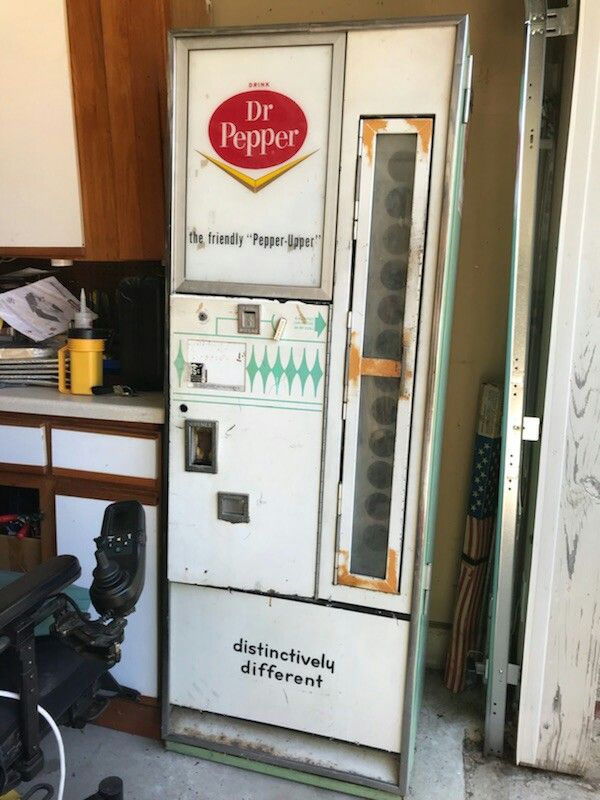 DRINK
Dr
Pepper
the friendly "Pepper-Upper"
distinctively
different